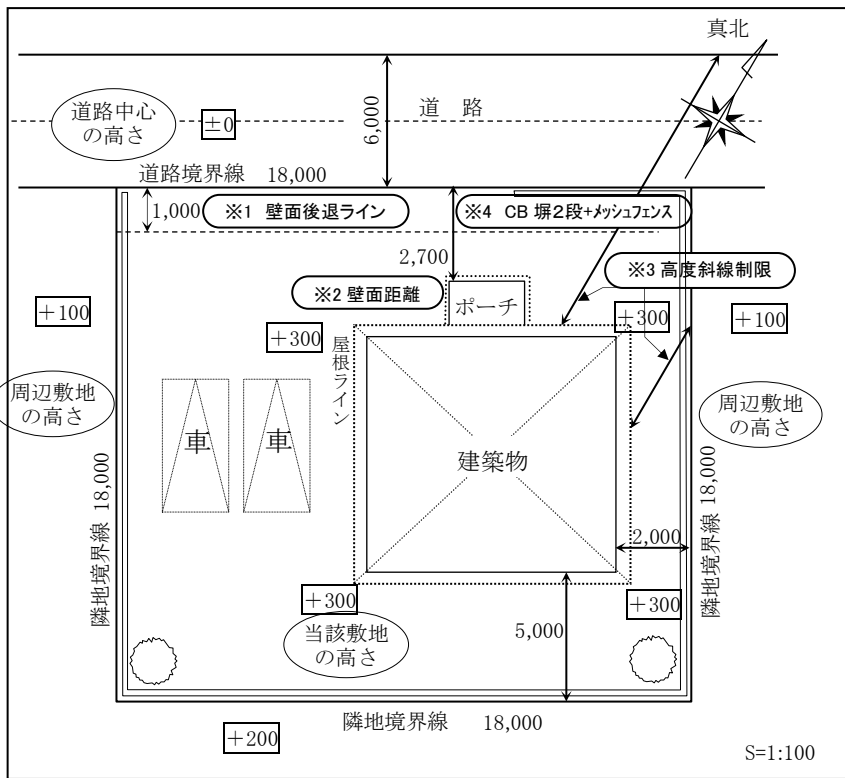 真北
道路中心
の高さ
±0
6,000
道　路
道路境界線　18,000
1,000
※1　壁面後退ライン
※4　CB 塀２段+メッシュフェンス
2,700
※2 壁面距離
※3 高度斜線制限
ポーチ
+100
+300
屋根ライン
+300
+100
周辺敷地
の高さ
車
車
建築物
周辺敷地
の高さ
隣地境界線　18,000
2,000
隣地境界線　18,000
+300
+300
5,000
当該敷地
の高さ
隣地境界線　　18,000
+200
S=1:100